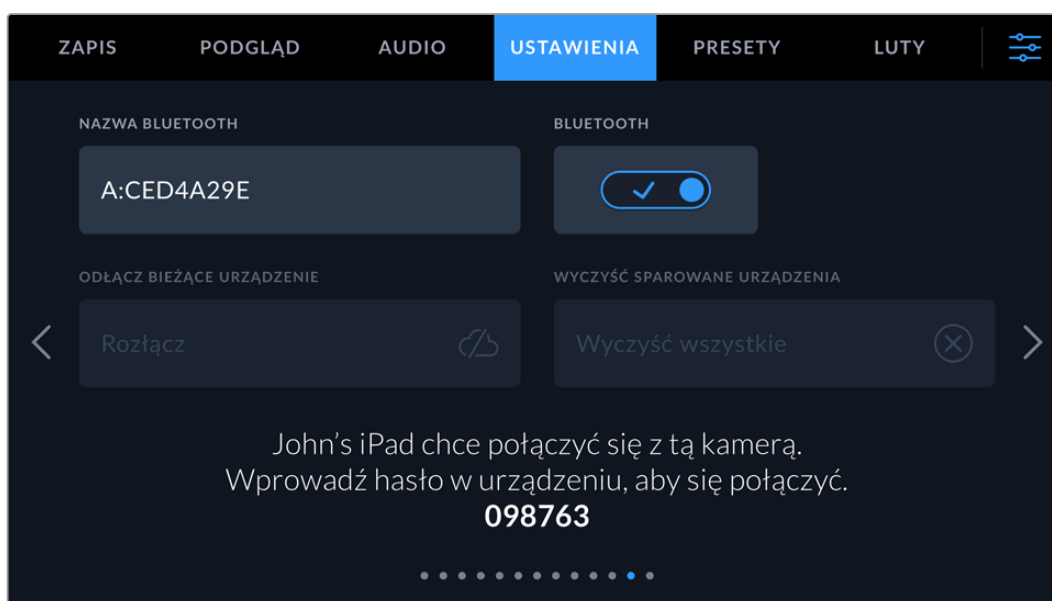 ZAPIS PODGLĄD AUDIO USTAWIENIA PRESETY LUTY
NAZWA BLUETOOTH BLUETOOTH
A:CED4A29E
ODŁĄCZ BIEŻĄCE URZĄDZENIE WYCZYŚĆ SPAROWANE URZĄDZENIA
Rozłącz Wyczyść wszystkie
John’s iPad chce połączyć się z tą kamerą.
Wprowadź hasło w urządzeniu, aby się połączyć.
098763